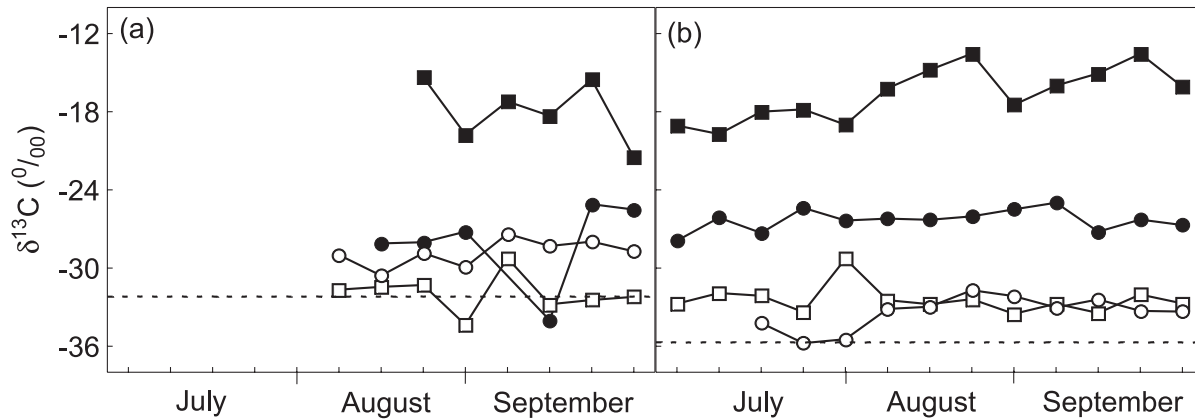 (a)
(b)
-12
-18
-24
-30
-36
δ13C (0/00)
July August September
July August September